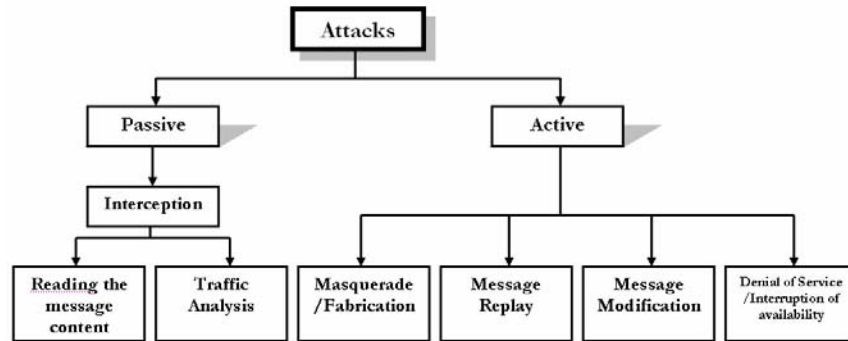 Attacks
Passive
Active
Interception
Reading the
message
content
Traffic
Analysis
Masquerade
/Fabrication
Message
Replay
Message
Modification
Denial of Service
/Interruption of
availability